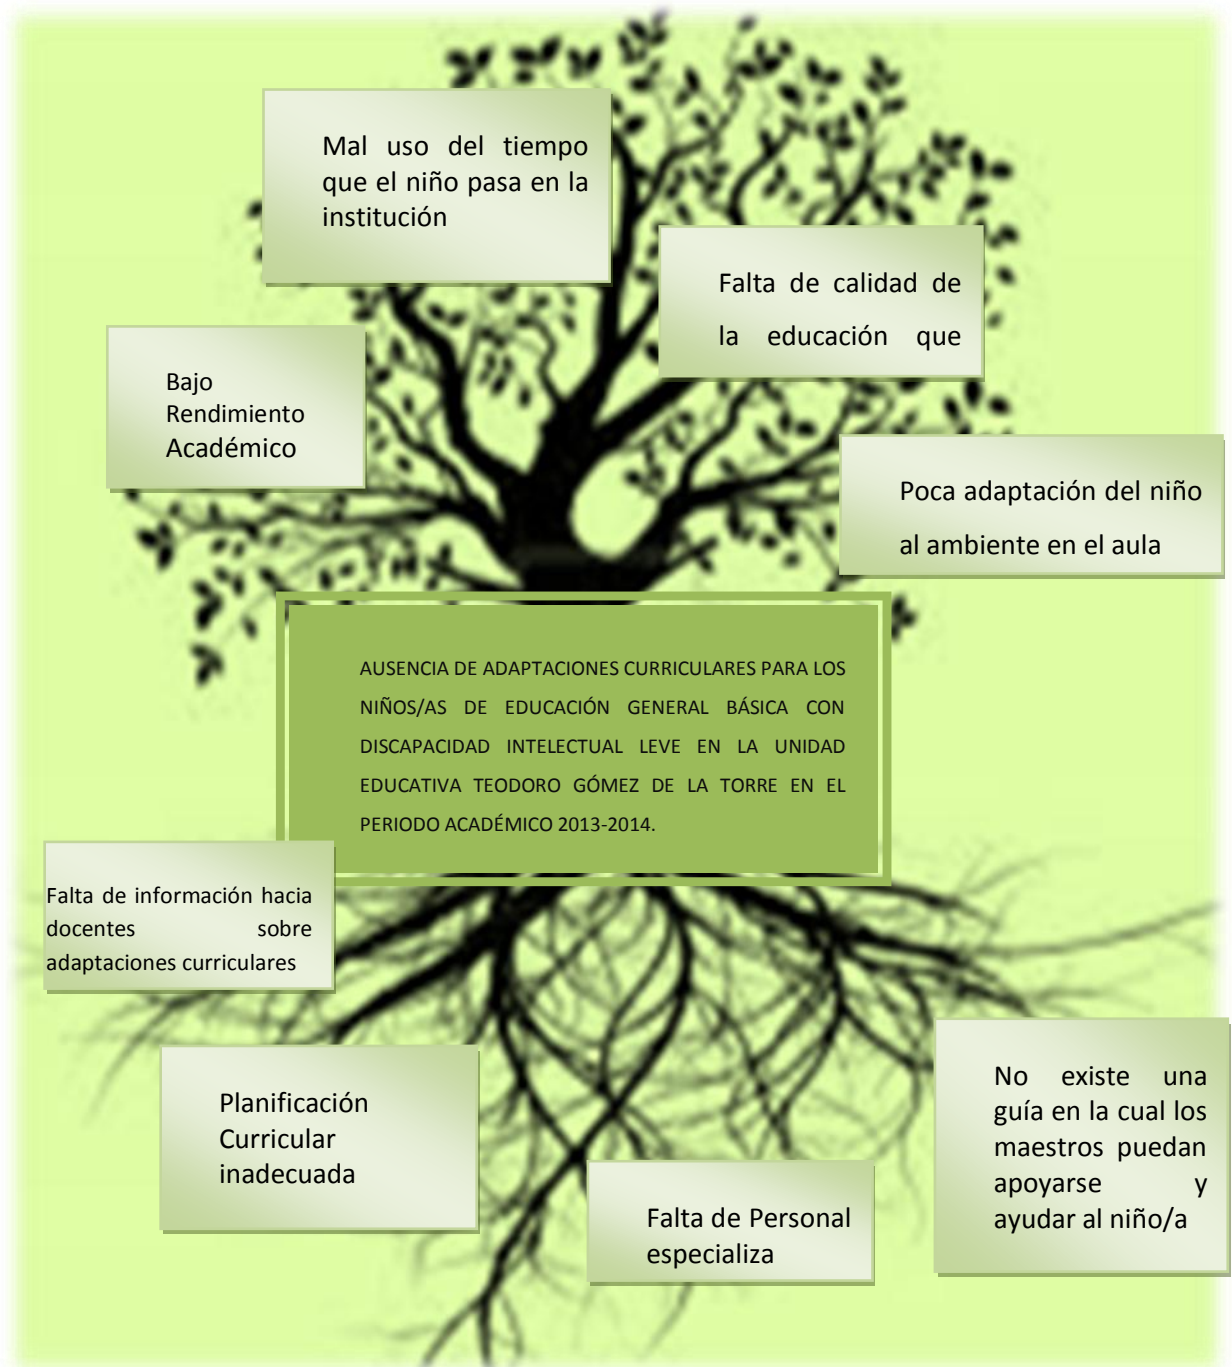 Mal uso del tiempo
que el niño pasa en la
institución
Falta de calidad de
la educación que
Bajo
Rendimiento
Académico
Poca adaptación del niño
al ambiente en el aula
AUSENCIA DE ADAPTACIONES CURRICULARES PARA LOS
NIÑOS/AS DE EDUCACIÓN GENERAL BÁSICA CON
DISCAPACIDAD INTELECTUAL LEVE EN LA UNIDAD
EDUCATIVA TEODORO GÓMEZ DE LA TORRE EN EL
PERIODO ACADÉMICO 2013-2014.
Falta de información hacia
docentes sobre
adaptaciones curriculares
Planificación
Curricular
inadecuada
Falta de Personal
especializa
No existe una
guía en la cual los
maestros puedan
apoyarse y
ayudar al niño/a